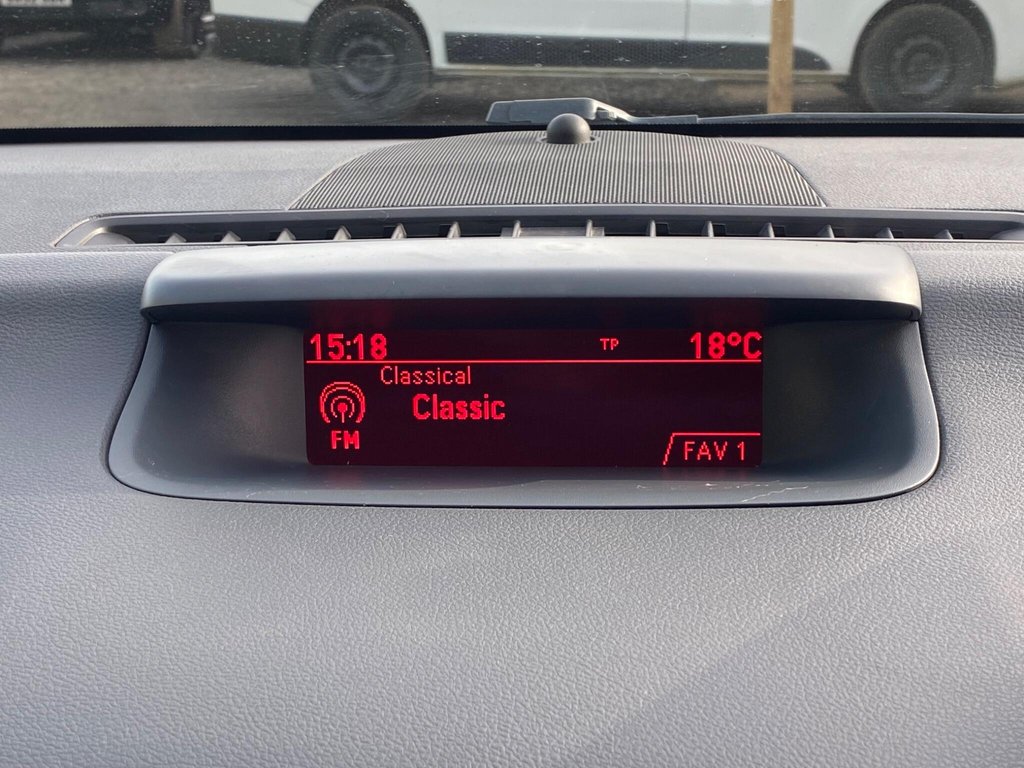 15:18 TP 18°C
Classical
Classic
FM
FAV 1